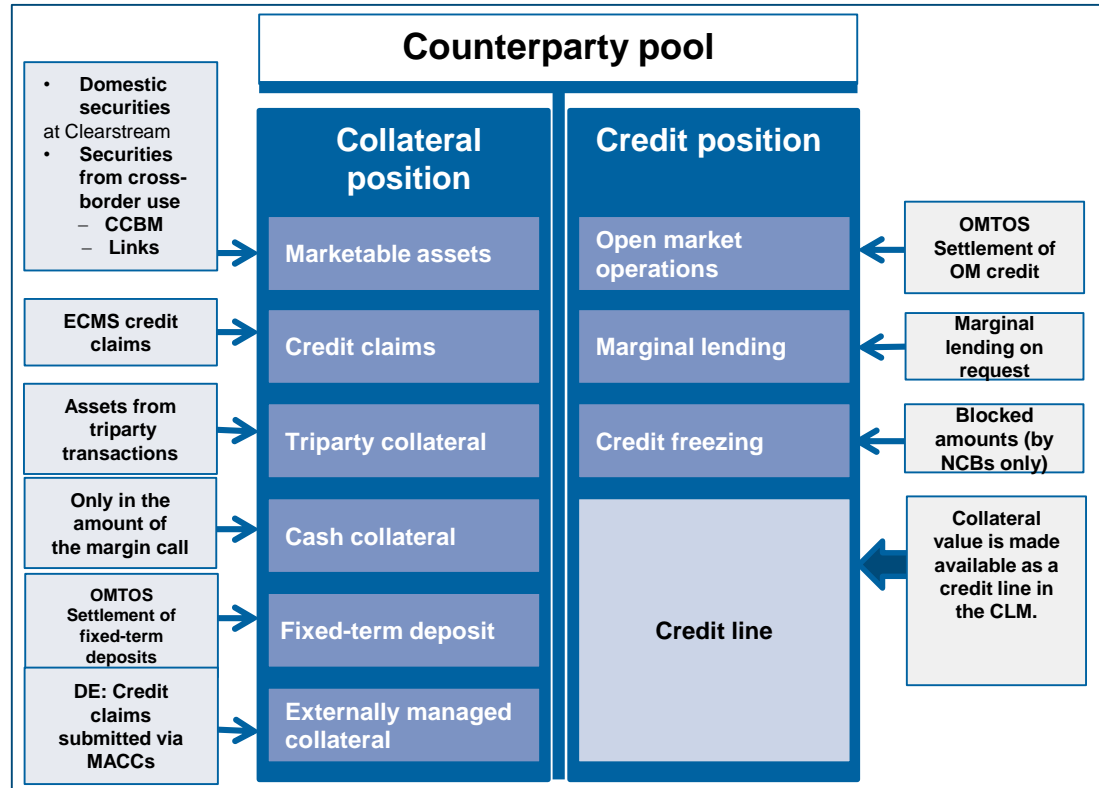 Counterparty pool
• Domestic
securities
at Clearstream
• Securities
from cross-
border use
– CCBM
– Links
ECMS credit
claims
Assets from
triparty
transactions
Only in the
amount of
the margin call
OMTOS
Settlement of
fixed-term
deposits
DE: Credit
claims
submitted via
MACCs
Collateral
position
Marketable assets
Credit claims
Triparty collateral
Cash collateral
Fixed-term deposit
Externally managed
collateral
Credit position
Open market
operations
Marginal lending
Credit freezing
Credit line
OMTOS
Settlement of
OM credit
Marginal
lending on
request
Blocked
amounts (by
NCBs only)
Collateral
value is made
available as a
credit line in
the CLM.